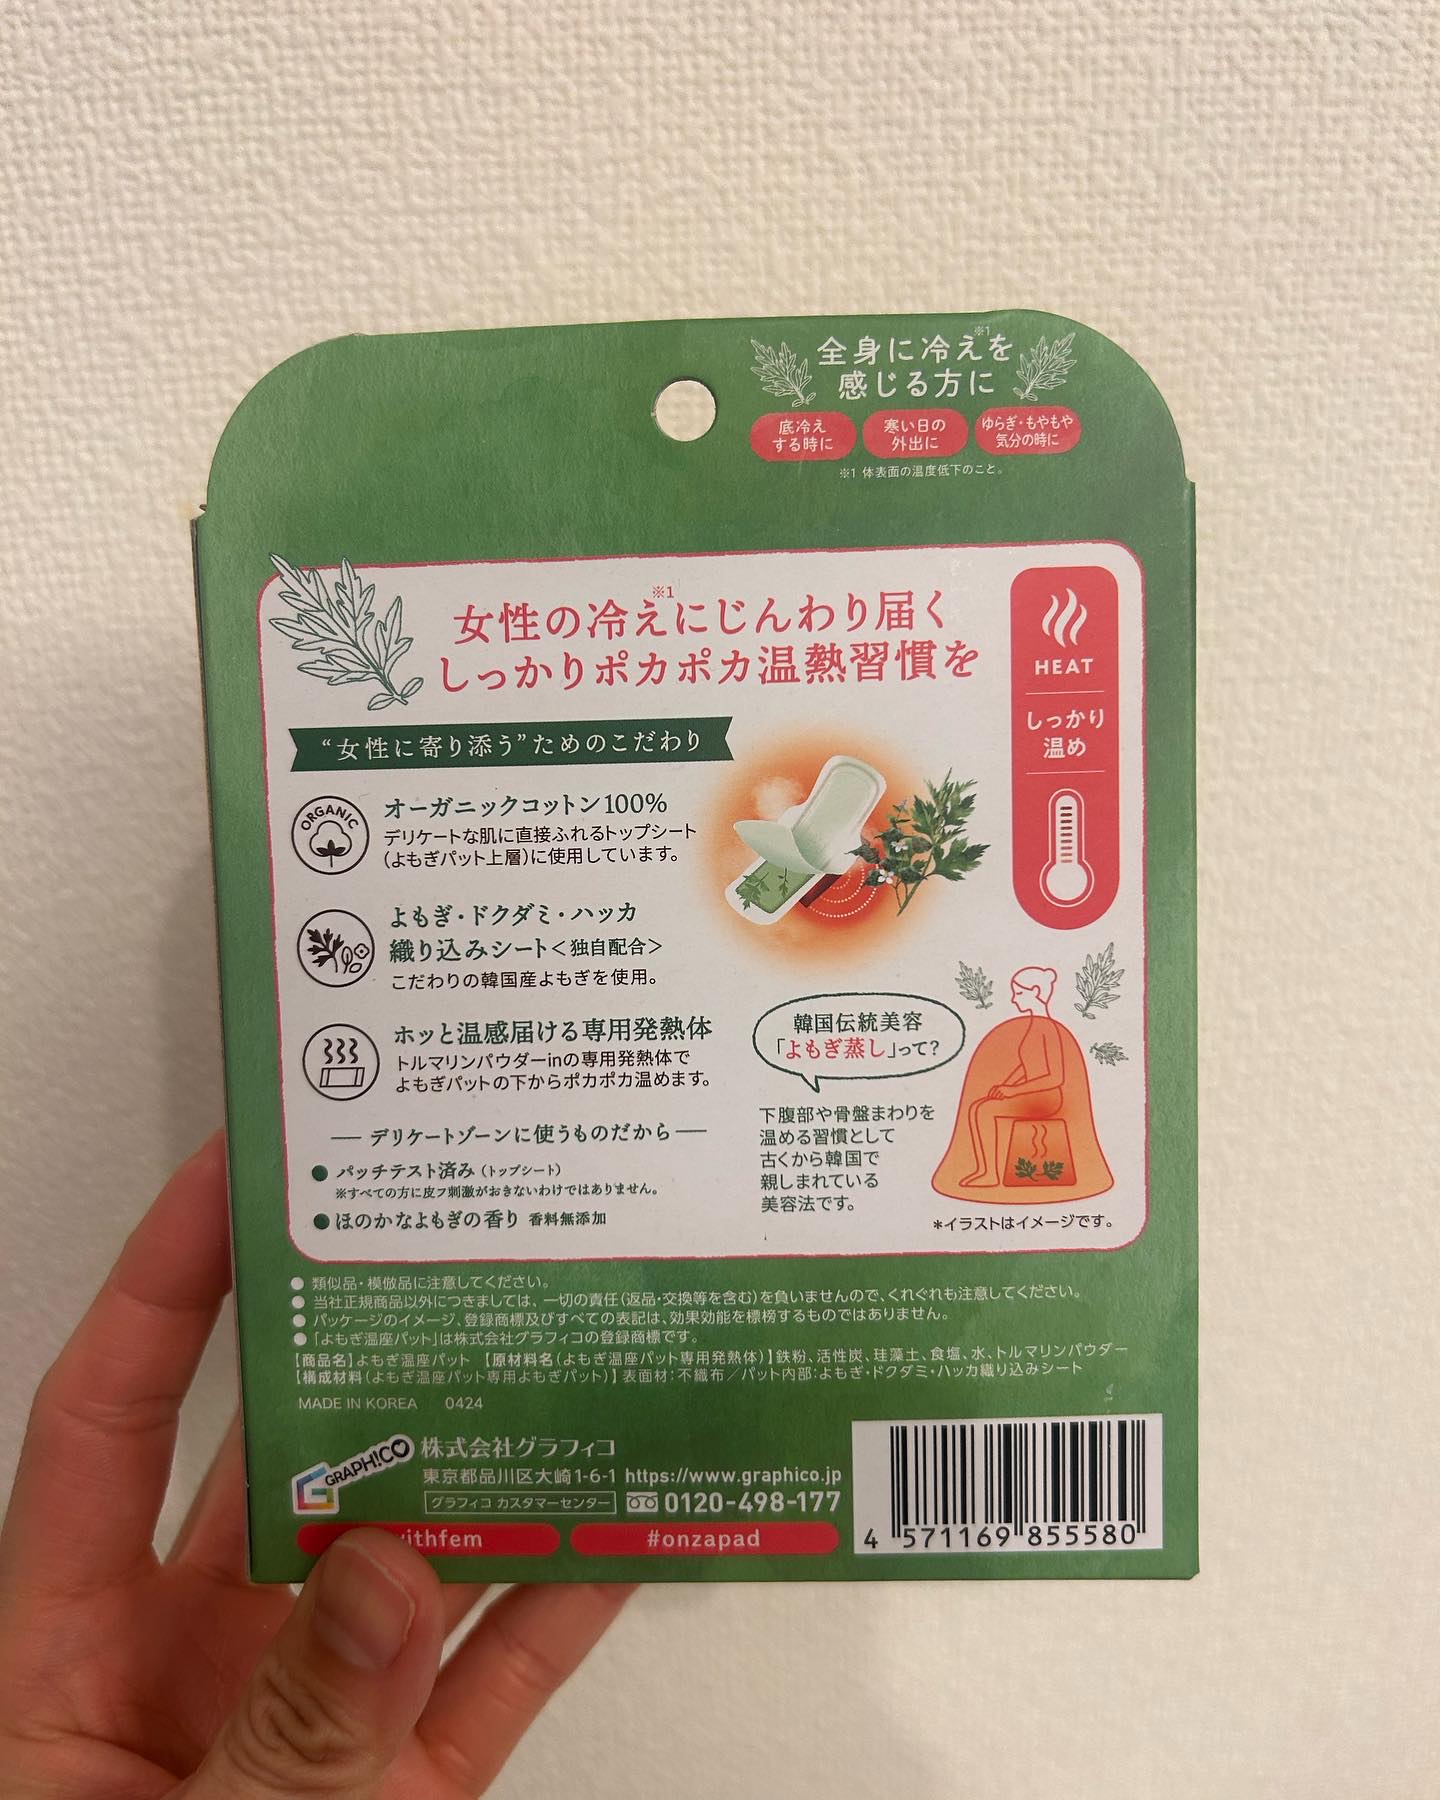 全身に冷え※1を
感じる方に
底冷え
する時に
寒い日の
外出に
ゆらぎ・もやもや
気分の時に
※1 体表面の温度低下のこと。
女性の冷え※1にじんわり届く
しっかりポカポカ温熱習慣を
HEAT
しっかり
温め
“女性に寄り添う”ためのこだわり
ORGANIC
オーガニックコットン100%
デリケートな肌に直接ふれるトップシート
(よもぎパット上層)に使用しています。
よもぎ・ドクダミ・ハッカ
織り込みシート<独自配合>
こだわりの韓国産よもぎを使用。
ホッと温感届ける専用発熱体
トルマリンパウダーinの専用発熱体で
よもぎパットの下からポカポカ温めます。
デリケートゾーンに使うものだから
●パッチテスト済み(トップシート)
※すべての方に皮フ刺激がおきないわけではありません。
●ほのかなよもぎの香り 香料無添加
韓国伝統美容
「よもぎ蒸し」って?
下腹部や骨盤まわりを
温める習慣として
古くから韓国で
親しまれている
美容法です。
*イラストはイメージです。
●類似品・模倣品に注意してください。
●当社正規商品以外につきましては、一切の責任(返品・交換等を含む)を負いませんので、くれぐれも注意してください。
●パッケージのイメージ、登録商標及びすべての表記は、効果効能を標榜するものではありません。
●「よもぎ温座パット」は株式会社グラフィコの登録商標です。
【商品名】よもぎ温座パット 【原材料名(よもぎ温座パット専用発熱体)】鉄粉、活性炭、珪藻土、食塩、水、トルマリンパウダー
【構成材料(よもぎ温座パット専用よもぎパット)】表面材:不織布/パット内部:よもぎ・ドクダミ・ハッカ織り込みシート
MADE IN KOREA 0424
GRAPH!CO
株式会社グラフィコ
東京都品川区大崎1-6-1 https://www.graphico.jp
グラフィコ カスタマーセンター 0120-498-177
ithfem
#onzapad
4 571169 855580